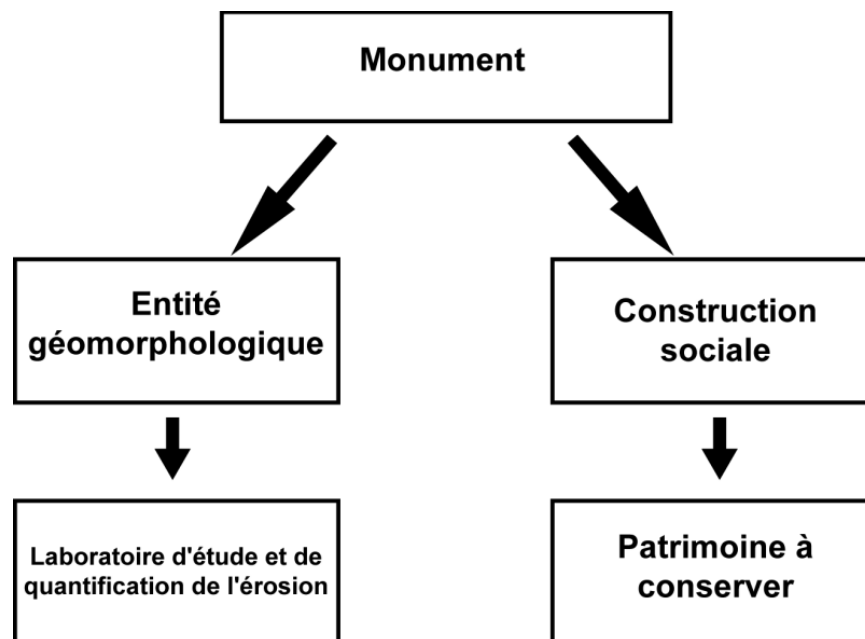 Monument
Entité
géomorphologique
Construction
sociale
Laboratoire d'étude et de
quantification de l'érosion
Patrimoine à
conserver